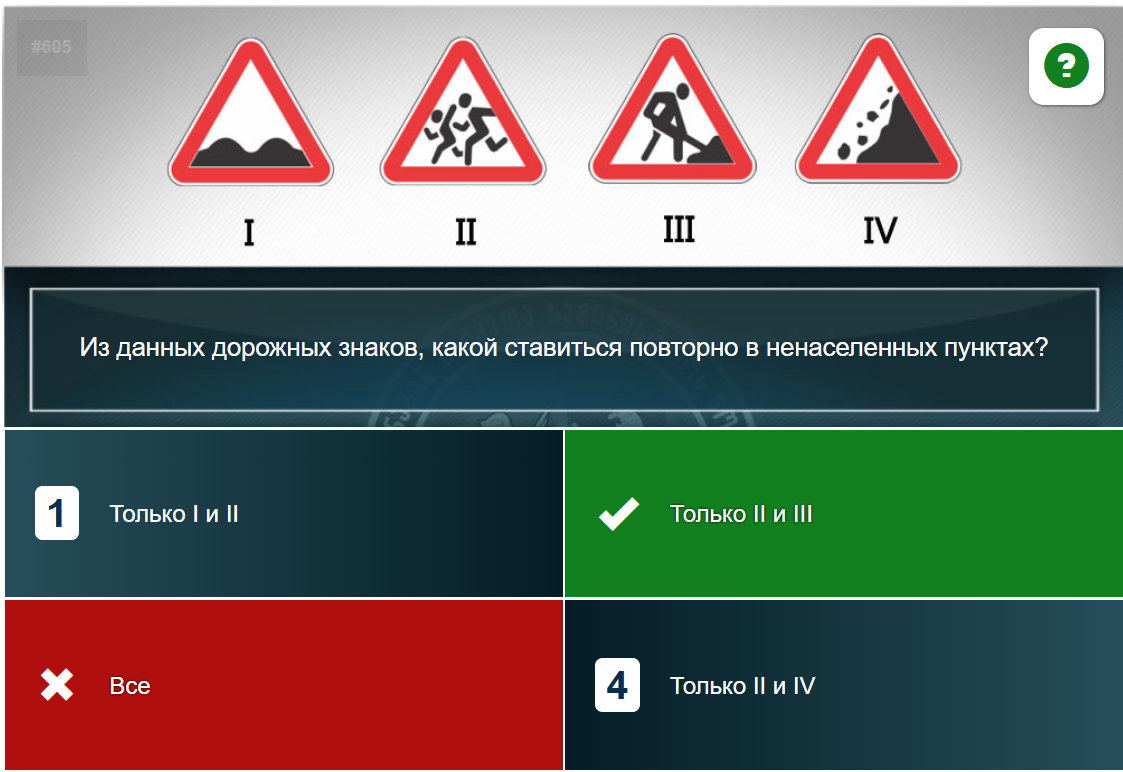 #605
?
I II III IV
Из данных дорожных знаков, какой ставиться повторно в ненаселенных пунктах?
1 Только I и II
Только II и III
Все
4 Только II и IV